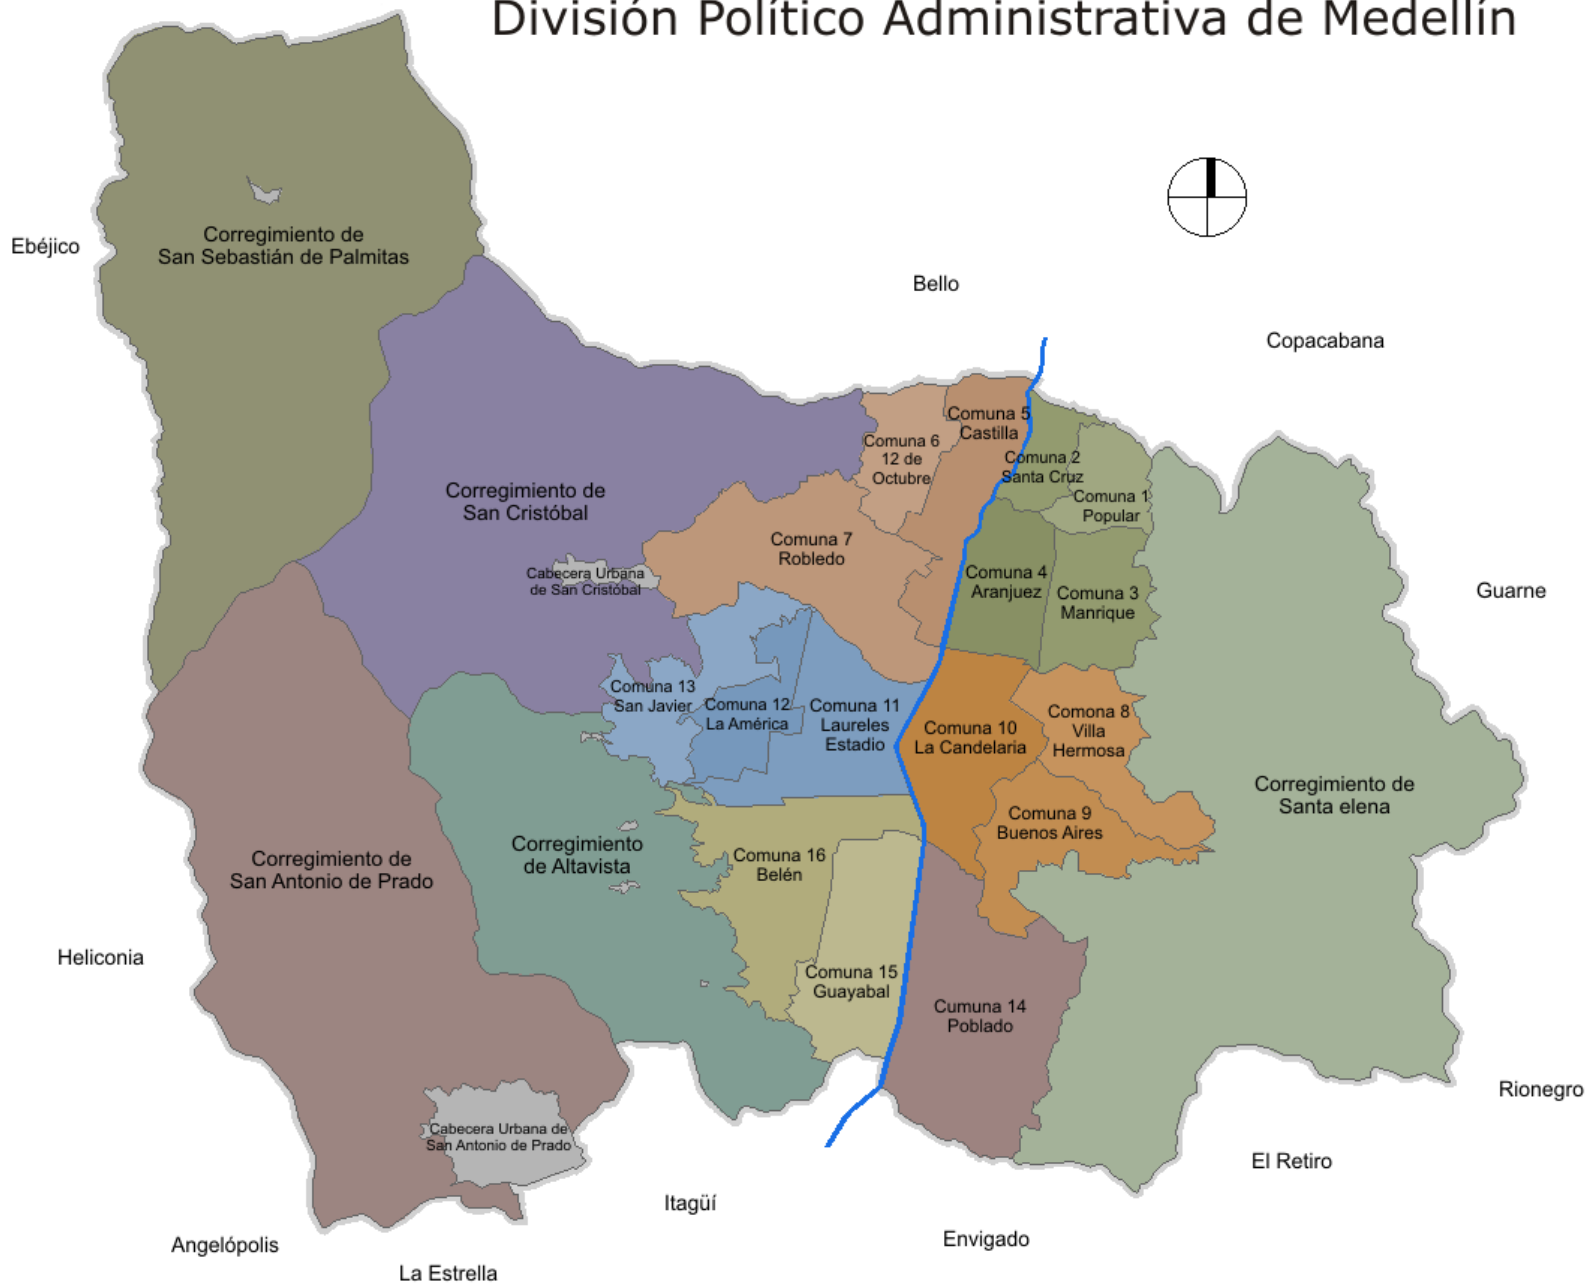 División Político Administrativa de Medellín
Ebéjico
Corregimiento de
San Sebastián de Palmitas
Bello
Copacabana
Comuna 5
Castilla
Comuna 6
12 de
Octubre
Comuna 2
Santa Cruz
Comuna 1
Popular
Corregimiento de
San Cristóbal
Comuna 7
Robledo
Cabecera Urbana
de San Cristóbal
Comuna 4
Aranjuez
Comuna 3
Manrique
Guarne
Comuna 13
San Javier
Comuna 12
La América
Comuna 11
Laureles
Estadio
Comuna 10
La Candelaria
Comona 8
Villa
Hermosa
Corregimiento de
Santa elena
Comuna 9
Buenos Aires
Corregimiento de
San Antonio de Prado
Corregimiento
de Altavista
Comuna 16
Belén
Heliconia
Comuna 15
Guayabal
Cumuna 14
Poblado
Rionegro
Cabecera Urbana de
San Antonio de Prado
El Retiro
Itagüí
Envigado
Angelópolis
La Estrella